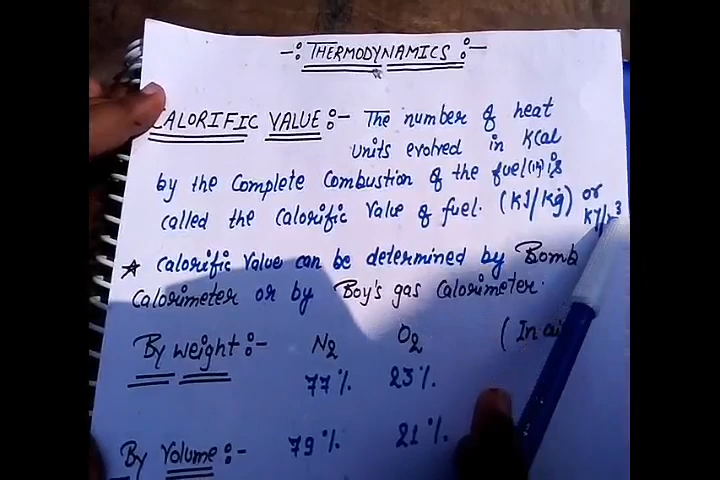 -: THERMODYNAMICS :-
CALORIFIC VALUE :- The number of heat
units evolved in Kcal
by the Complete Combustion of the fuel(in) is
called the Calorific Value of fuel. (KJ/kg) or
★ Calorific Value can be determined by Bomb
Calorimeter or by Boy's gas Calorimeter.
By weight :- N2 O2 (In
77% 23%.
By Volume :- 79%. 21%.